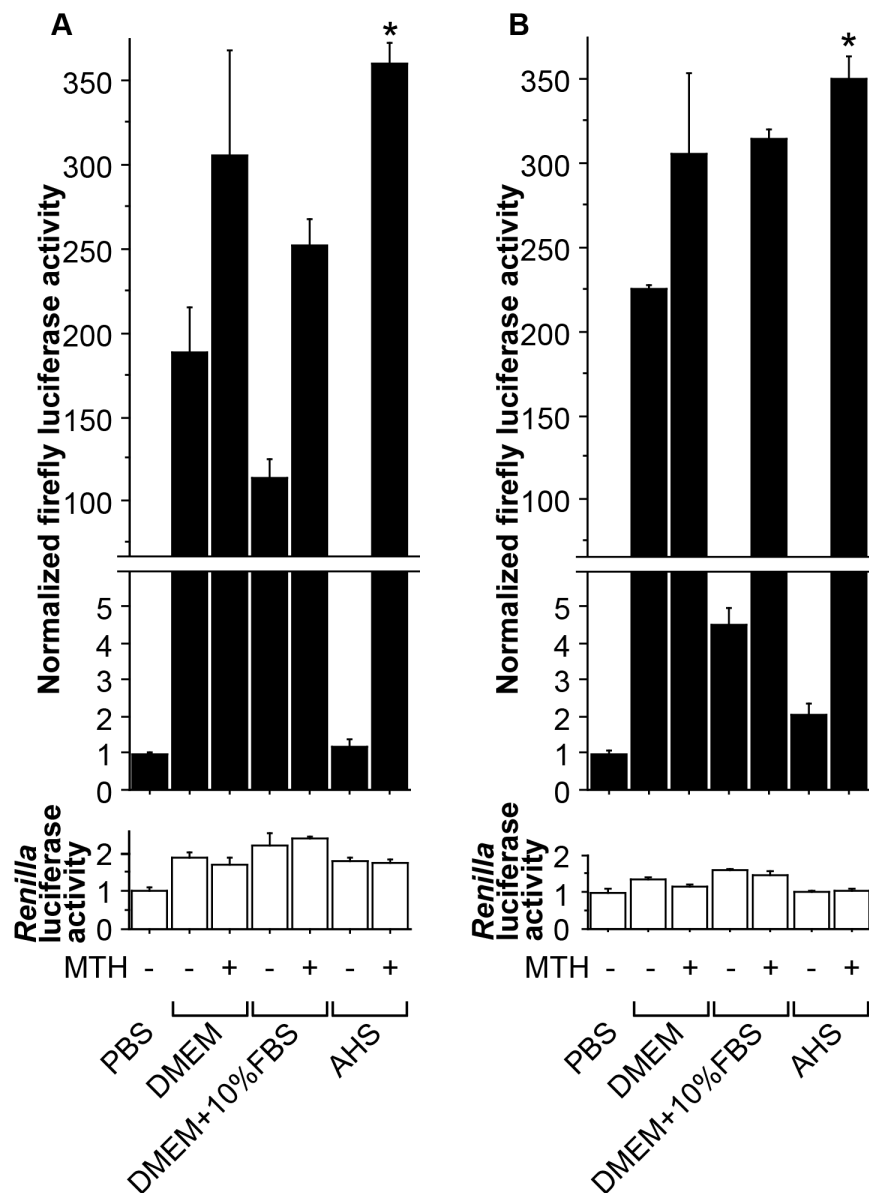 A
*
Normalized firefly luciferase activity
350
300
250
200
150
100
5
4
3
2
1
0
Renilla
luciferase
activity
2
1
0
MTH - - + - + - +
PBS
DMEM
DMEM+10%FBS
AHS
B
*
Normalized firefly luciferase activity
350
300
250
200
150
100
5
4
3
2
1
0
Renilla
luciferase
activity
2
1
0
MTH - - + - + - +
PBS
DMEM
DMEM+10%FBS
AHS